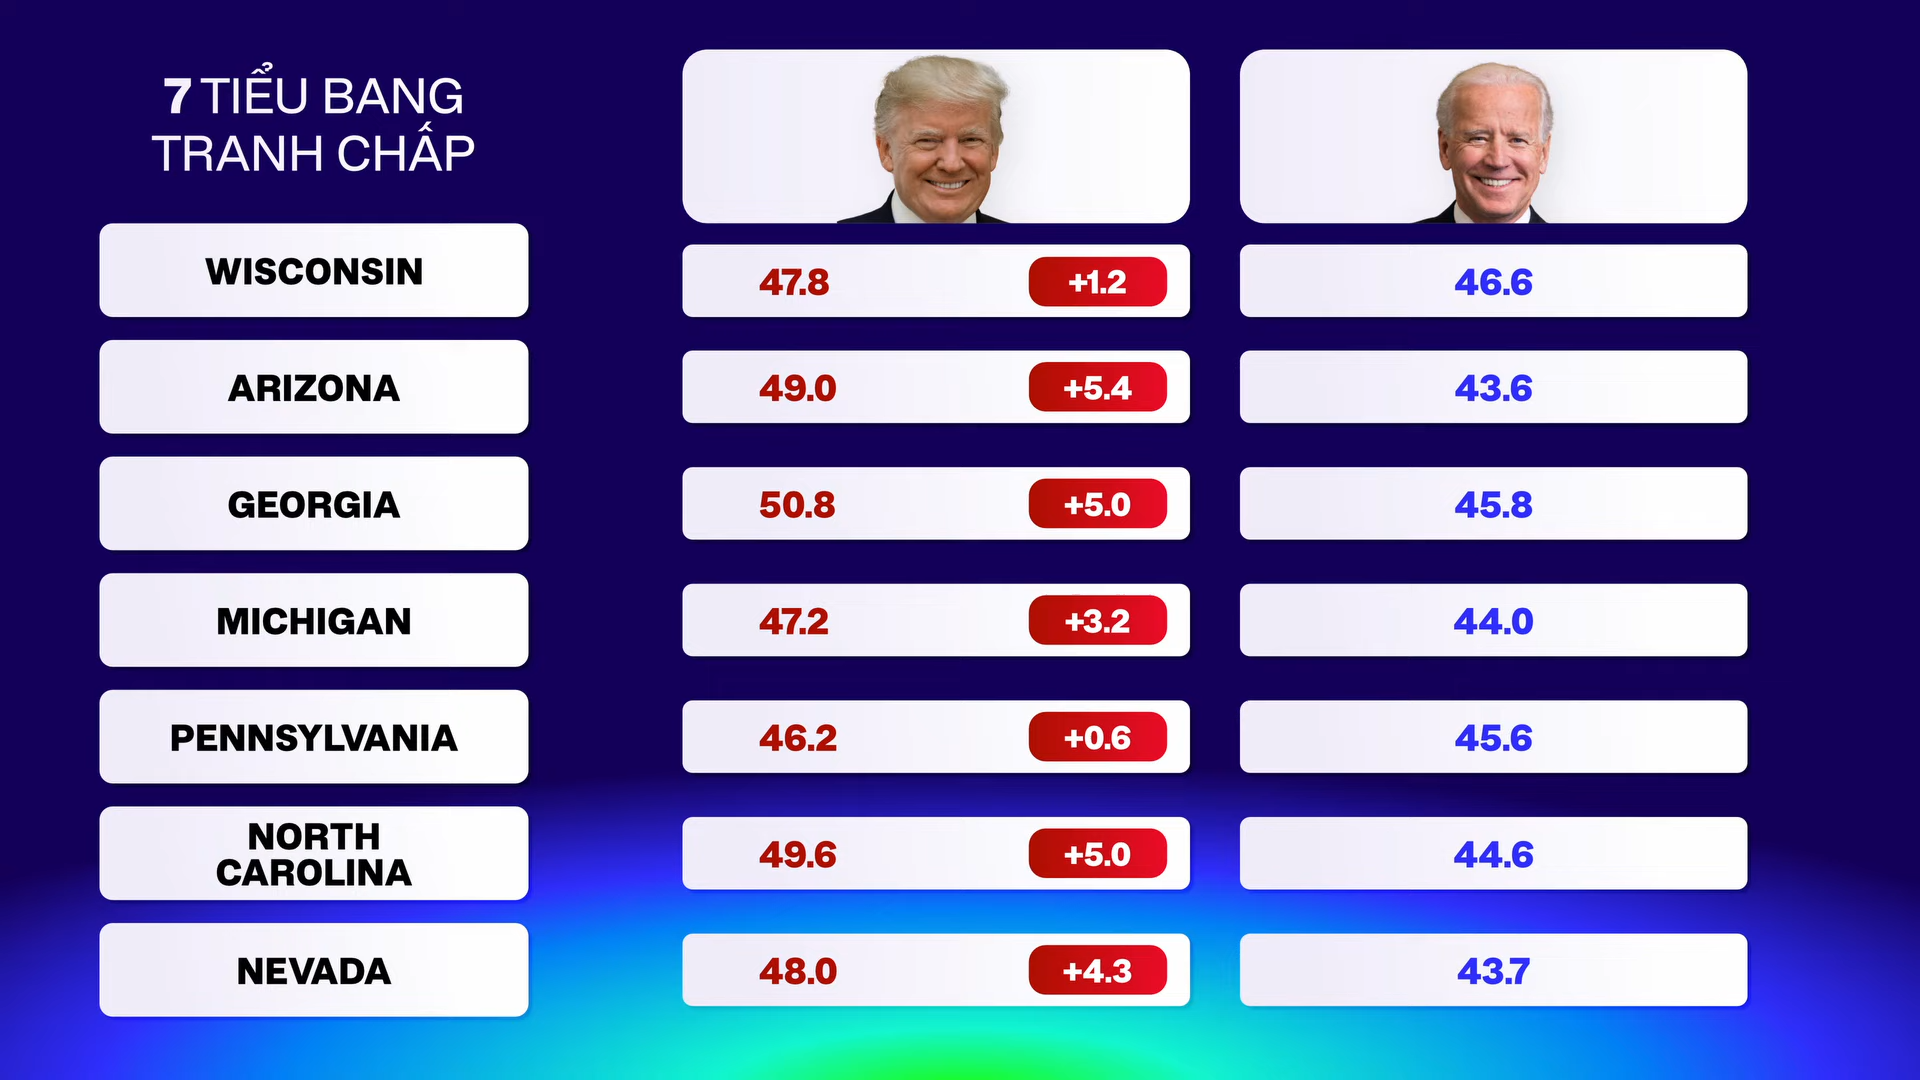 7 TIỂU BANG
TRANH CHẤP
WISCONSIN
47.8 +1.2 46.6
ARIZONA
49.0 +5.4 43.6
GEORGIA
50.8 +5.0 45.8
MICHIGAN
47.2 +3.2 44.0
PENNSYLVANIA
46.2 +0.6 45.6
NORTH
CAROLINA
49.6 +5.0 44.6
NEVADA
48.0 +4.3 43.7